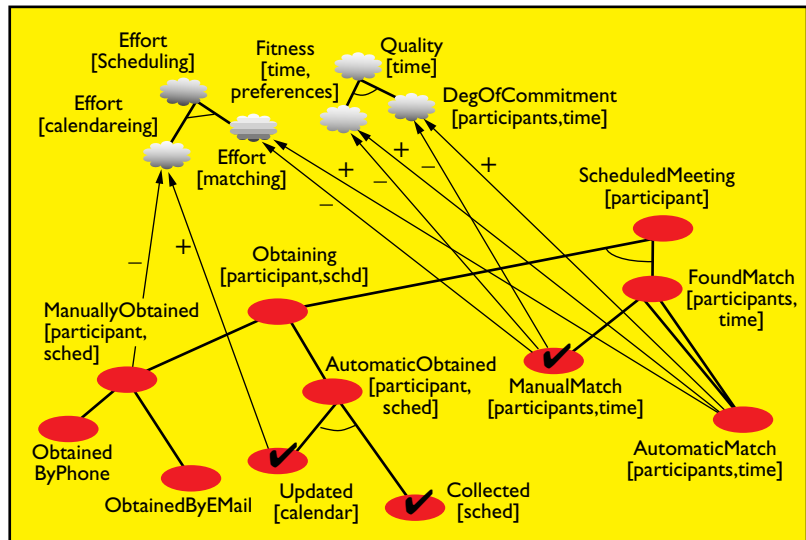 Effort
[Scheduling]
Fitness
[time,
preferences]
Quality
[time]
Effort
[calendareing]
DegOfCommitment
[participants,time]
Effort
[matching]
+
+
–
–
+
–
–
+
–
ScheduledMeeting
[participant]
Obtaining
[participant,schd]
FoundMatch
[participants,
time]
ManuallyObtained
[participant,
sched]
AutomaticObtained
[participant,
sched]
ManualMatch
[participants,time]
AutomaticMatch
[participants,time]
Obtained
ByPhone
ObtainedByEMail
Updated
[calendar]
Collected
[sched]